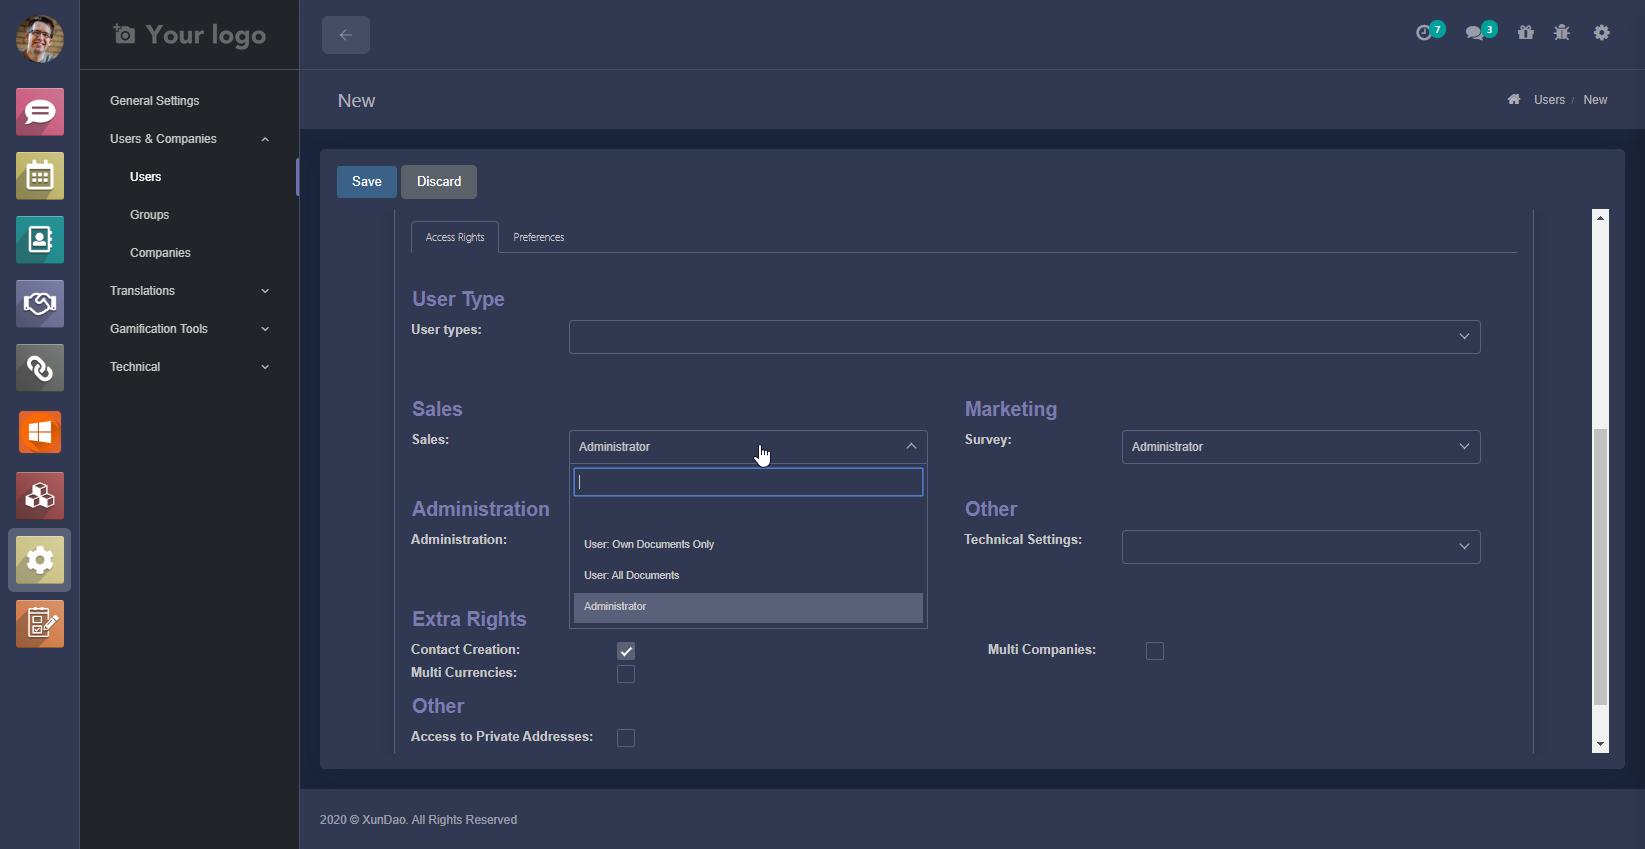 Your logo
7
3
General Settings
New
Users / New
Users & Companies
Users
Save
Discard
Groups
Companies
Access Rights
Preferences
Translations
Gamification Tools
Technical
User Type
User types:
Sales
Marketing
Sales:
Administrator
Survey:
Administrator
Administration
Other
Administration:
User: Own Documents Only
Technical Settings:
User: All Documents
Administrator
Extra Rights
Contact Creation:
Multi Companies:
Multi Currencies:
Other
Access to Private Addresses:
2020 © XunDao. All Rights Reserved